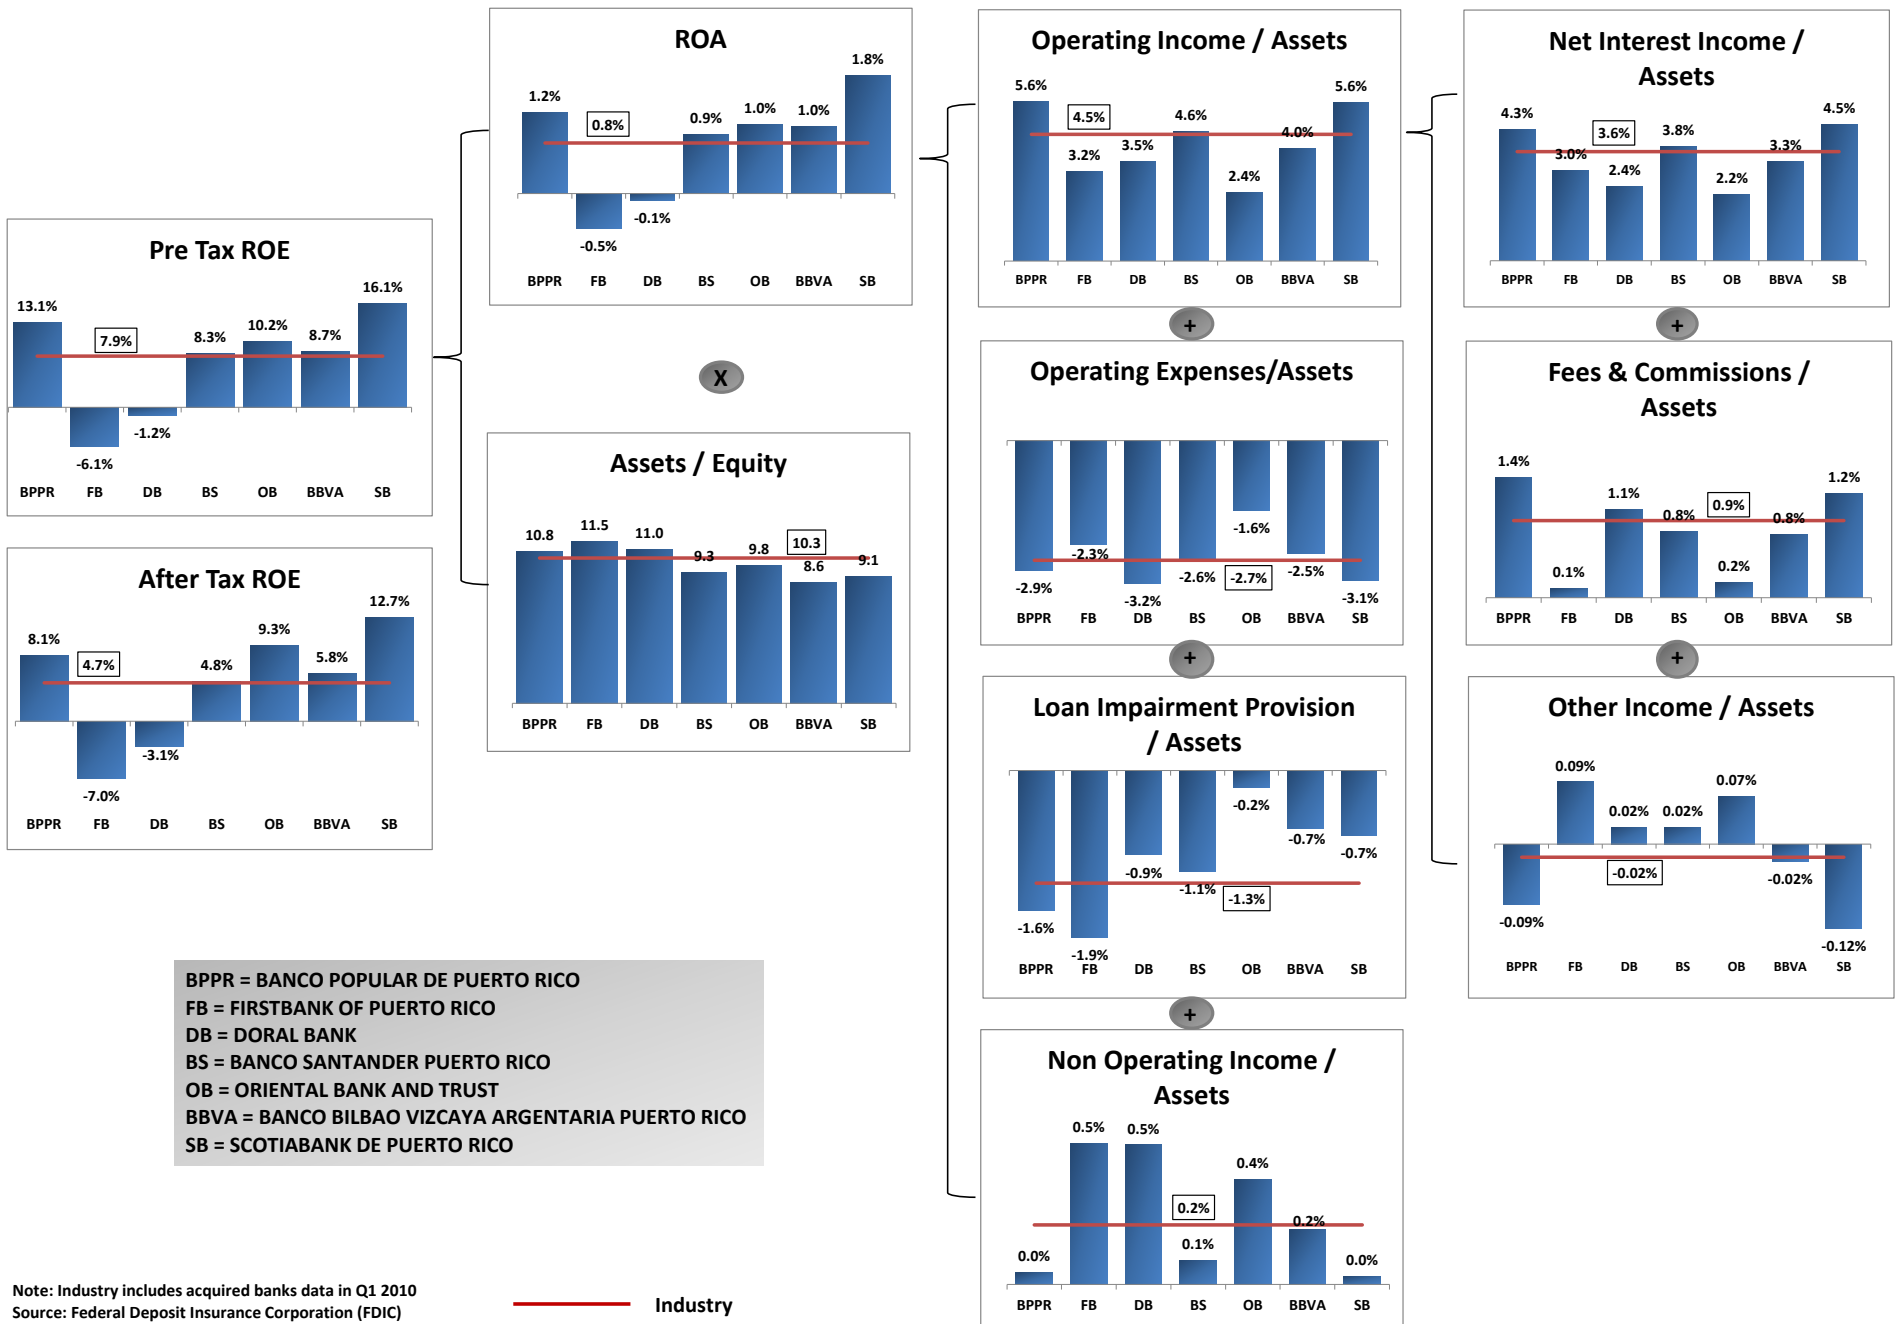 Pre Tax ROE
13.1%
-6.1%
-1.2%
8.3%
10.2%
8.7%
16.1%
7.9%
BPPR FB DB BS OB BBVA SB
After Tax ROE
8.1%
-7.0%
-3.1%
4.8%
9.3%
5.8%
12.7%
4.7%
BPPR FB DB BS OB BBVA SB
ROA
1.2%
-0.5%
-0.1%
0.9%
1.0%
1.0%
1.8%
0.8%
BPPR FB DB BS OB BBVA SB
X
Assets / Equity
10.8
11.5
11.0
9.3
9.8
8.6
9.1
10.3
BPPR FB DB BS OB BBVA SB
Operating Income / Assets
5.6%
3.2%
3.5%
4.6%
2.4%
4.0%
5.6%
4.5%
BPPR FB DB BS OB BBVA SB
+
Operating Expenses/Assets
-2.9%
-2.3%
-3.2%
-2.6%
-1.6%
-2.5%
-3.1%
-2.7%
BPPR FB DB BS OB BBVA SB
+
Loan Impairment Provision
/ Assets
-1.6%
-1.9%
-0.9%
-1.1%
-0.2%
-0.7%
-0.7%
-1.3%
BPPR FB DB BS OB BBVA SB
+
Non Operating Income /
Assets
0.0%
0.5%
0.5%
0.1%
0.4%
0.2%
0.0%
0.2%
BPPR FB DB BS OB BBVA SB
Net Interest Income /
Assets
4.3%
3.0%
2.4%
3.8%
2.2%
3.3%
4.5%
3.6%
BPPR FB DB BS OB BBVA SB
+
Fees & Commissions /
Assets
1.4%
0.1%
1.1%
0.8%
0.2%
0.8%
1.2%
0.9%
BPPR FB DB BS OB BBVA SB
+
Other Income / Assets
-0.09%
0.09%
0.02%
0.02%
0.07%
-0.02%
-0.12%
-0.02%
BPPR FB DB BS OB BBVA SB
BPPR = BANCO POPULAR DE PUERTO RICO
FB = FIRSTBANK OF PUERTO RICO
DB = DORAL BANK
BS = BANCO SANTANDER PUERTO RICO
OB = ORIENTAL BANK AND TRUST
BBVA = BANCO BILBAO VIZCAYA ARGENTARIA PUERTO RICO
SB = SCOTIABANK DE PUERTO RICO
Note: Industry includes acquired banks data in Q1 2010
Source: Federal Deposit Insurance Corporation (FDIC)
Industry